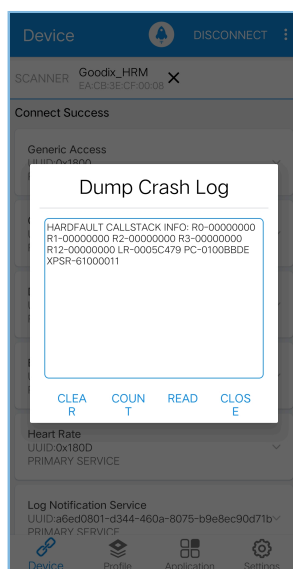 Device
DISCONNECT
SCANNER
Goodix_HRM
EA:CB:3E:CF:00:08
Connect Success
Generic Access
UUID:0x1800
Dump Crash Log
HARDFAULT CALLSTACK INFO: R0-00000000
R1-00000000 R2-00000000 R3-00000000
R12-00000000 LR-0005C479 PC-0100BBDE
XPSR-61000011
CLEA
R
COUN
T
READ
CLOS
E
Heart Rate
UUID:0x180D
PRIMARY SERVICE
Log Notification Service
UUID:a6ed0801-d344-460a-8075-b9e8ec90d71b
PRIMARY SERVICE
Device
Profile
Application
Settings